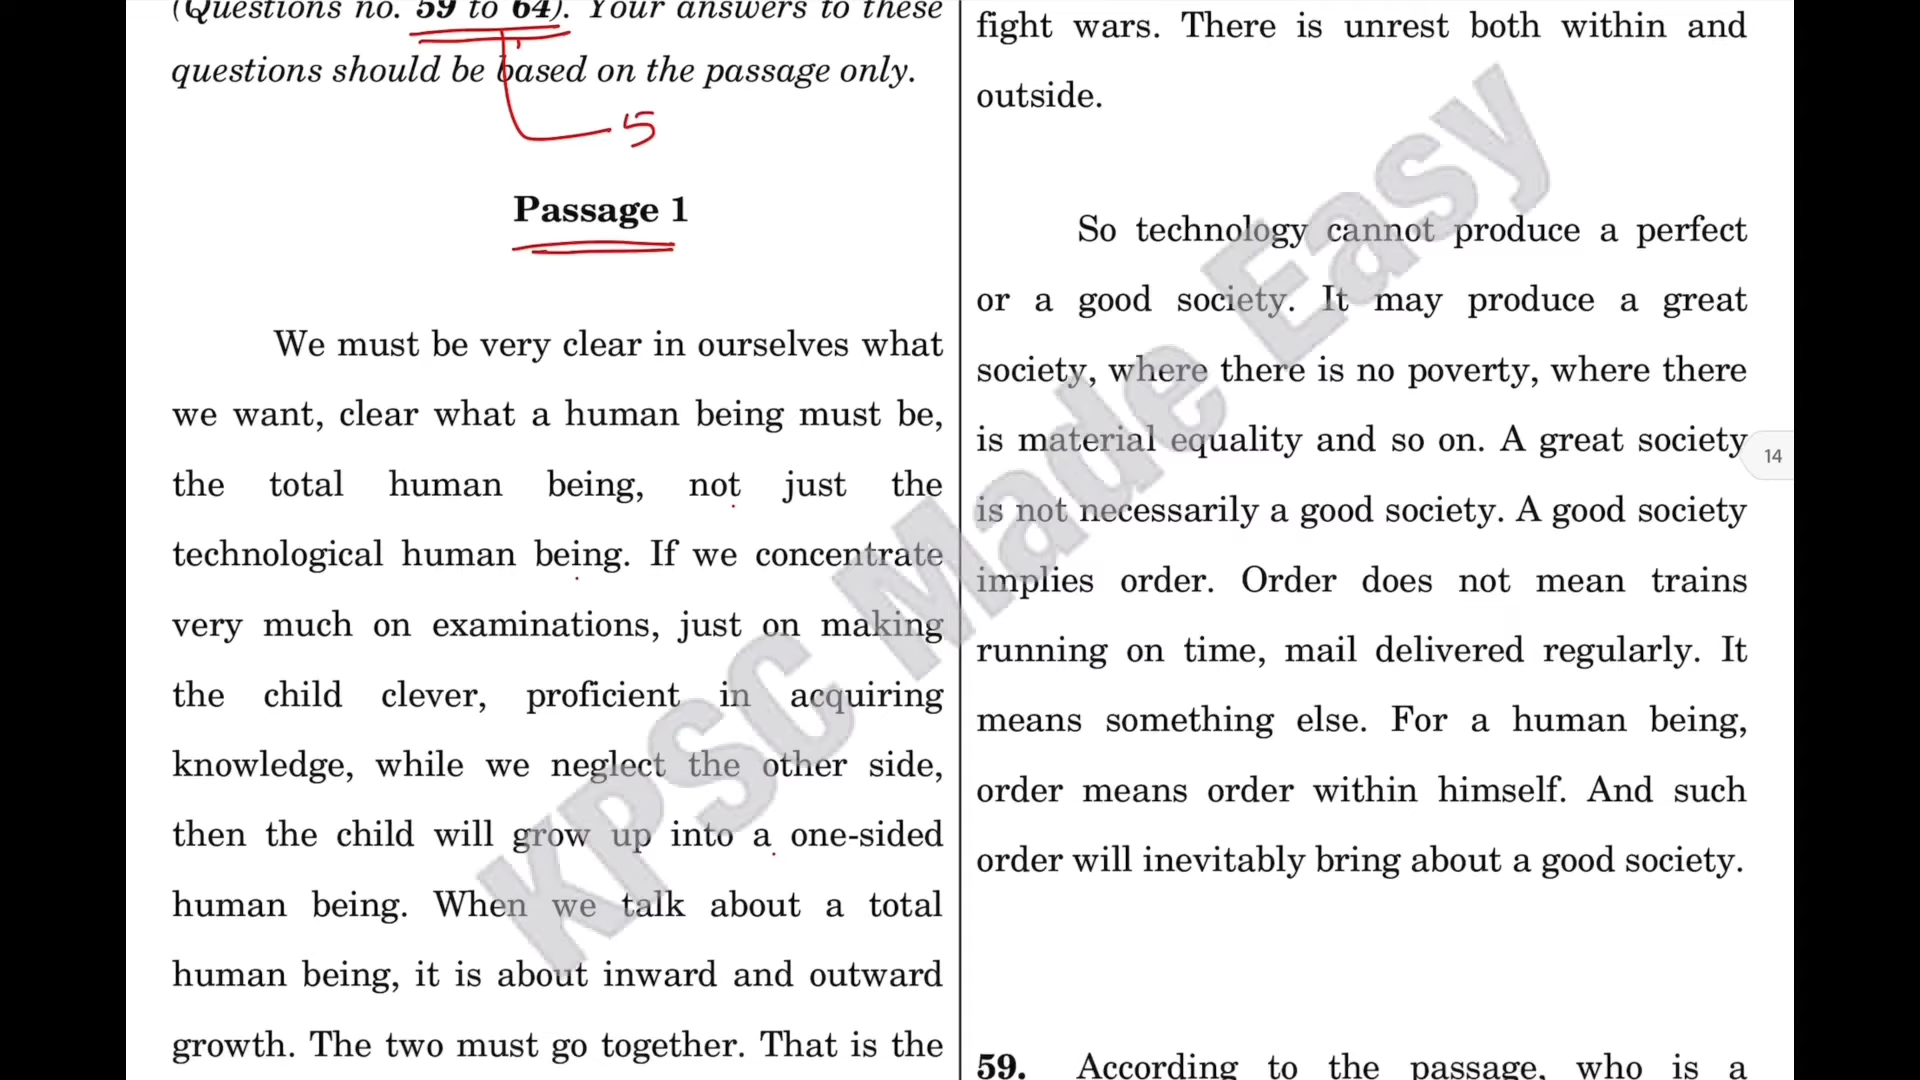 (Questions no. 59 to 64). Your answers to these
questions should be based on the passage only.
5
Passage 1
We must be very clear in ourselves what
we want, clear what a human being must be,
the total human being, not just the
technological human being. If we concentrate
very much on examinations, just on making
the child clever, proficient in acquiring
knowledge, while we neglect the other side,
then the child will grow up into a one-sided
human being. When we talk about a total
human being, it is about inward and outward
growth. The two must go together. That is the
fight wars. There is unrest both within and
outside.
So technology cannot produce a perfect
or a good society. It may produce a great
society, where there is no poverty, where there
is material equality and so on. A great society
is not necessarily a good society. A good society
implies order. Order does not mean trains
running on time, mail delivered regularly. It
means something else. For a human being,
order means order within himself. And such
order will inevitably bring about a good society.
59. According to the passage, who is a
14
KPSC Made Easy